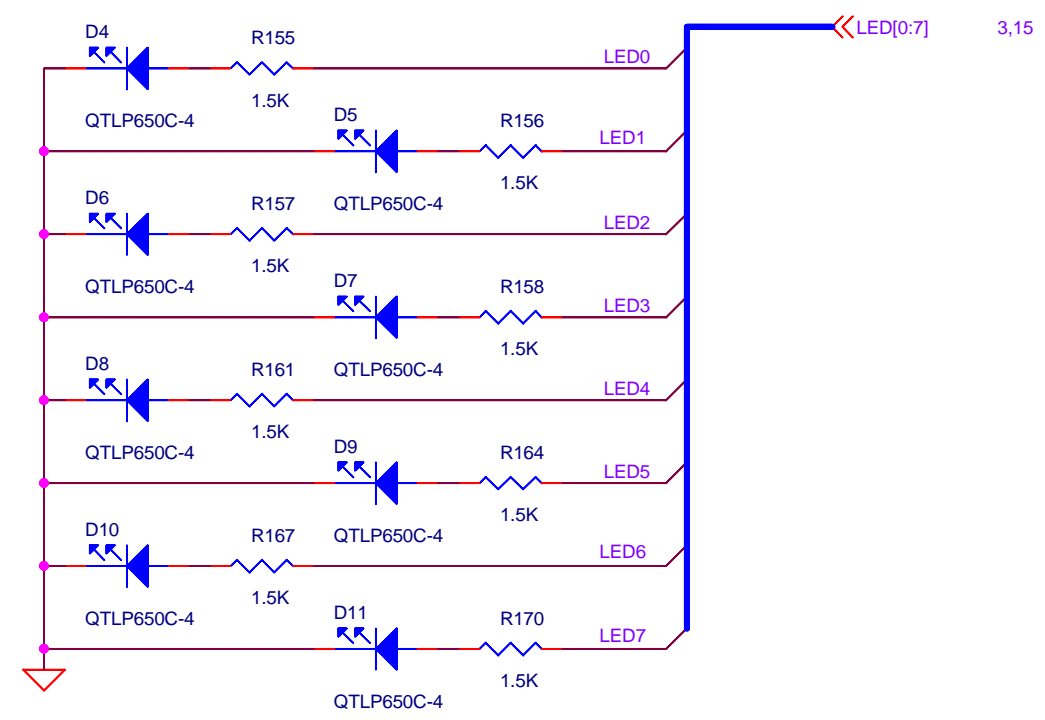 D4
R155
LED[0:7]
3,15
LED0
1.5K
QTLP650C-4
D5
R156
LED1
1.5K
QTLP650C-4
D6
R157
LED2
1.5K
QTLP650C-4
D7
R158
LED3
1.5K
QTLP650C-4
D8
R161
LED4
1.5K
QTLP650C-4
D9
R164
LED5
1.5K
QTLP650C-4
D10
R167
LED6
1.5K
QTLP650C-4
D11
R170
LED7
1.5K
QTLP650C-4